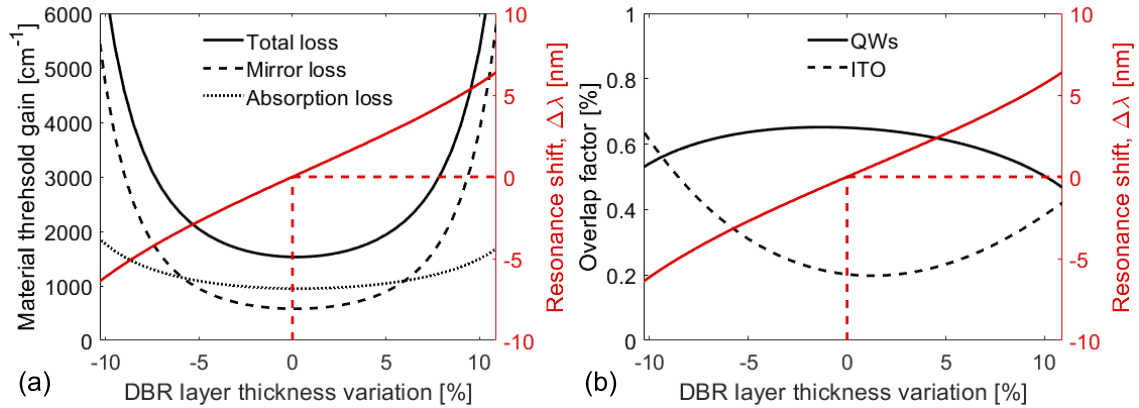 6000
5000
4000
3000
2000
1000
0
Material threhsold gain [cm⁻¹]
Total loss
Mirror loss
Absorption loss
10
5
0
-5
-10
Resonance shift, Δλ [nm]
-10
-5
0
5
10
DBR layer thickness variation [%]
(a)
1
0.8
0.6
0.4
0.2
0
Overlap factor [%]
QWs
ITO
10
5
0
-5
-10
Resonance shift, Δλ [nm]
-10
-5
0
5
10
DBR layer thickness variation [%]
(b)